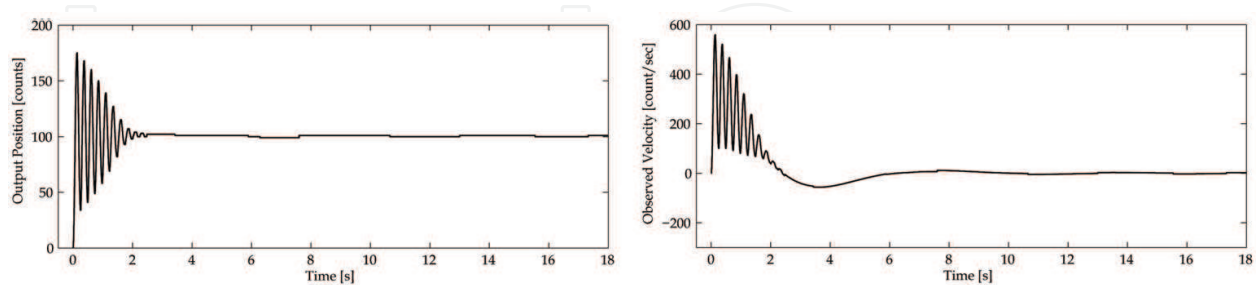 Output Position [counts]
200
150
100
50
0
0 2 4 6 8 10 12 14 16 18
Time [s]
Observed Velocity [count/sec]
600
400
200
0
−200
0 2 4 6 8 10 12 14 16 18
Time [s]